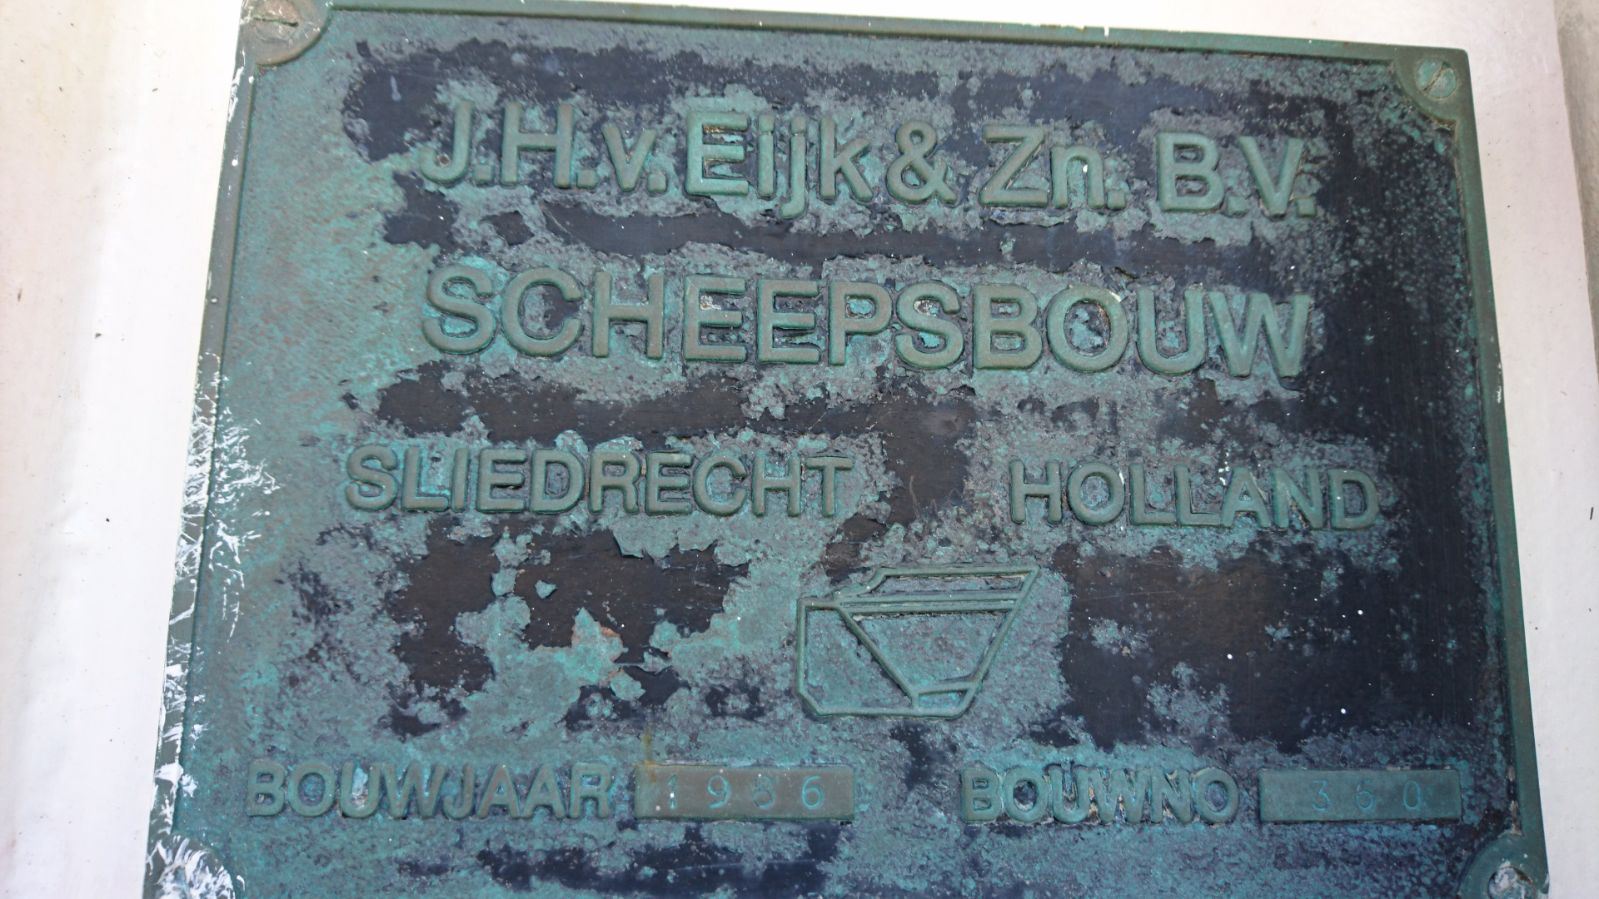 J.H.v.Eijk & Zn. B.V.
SCHEEPSBOUW
SLIEDRECHT HOLLAND
BOUWJAAR 1986 BOUWNO 360